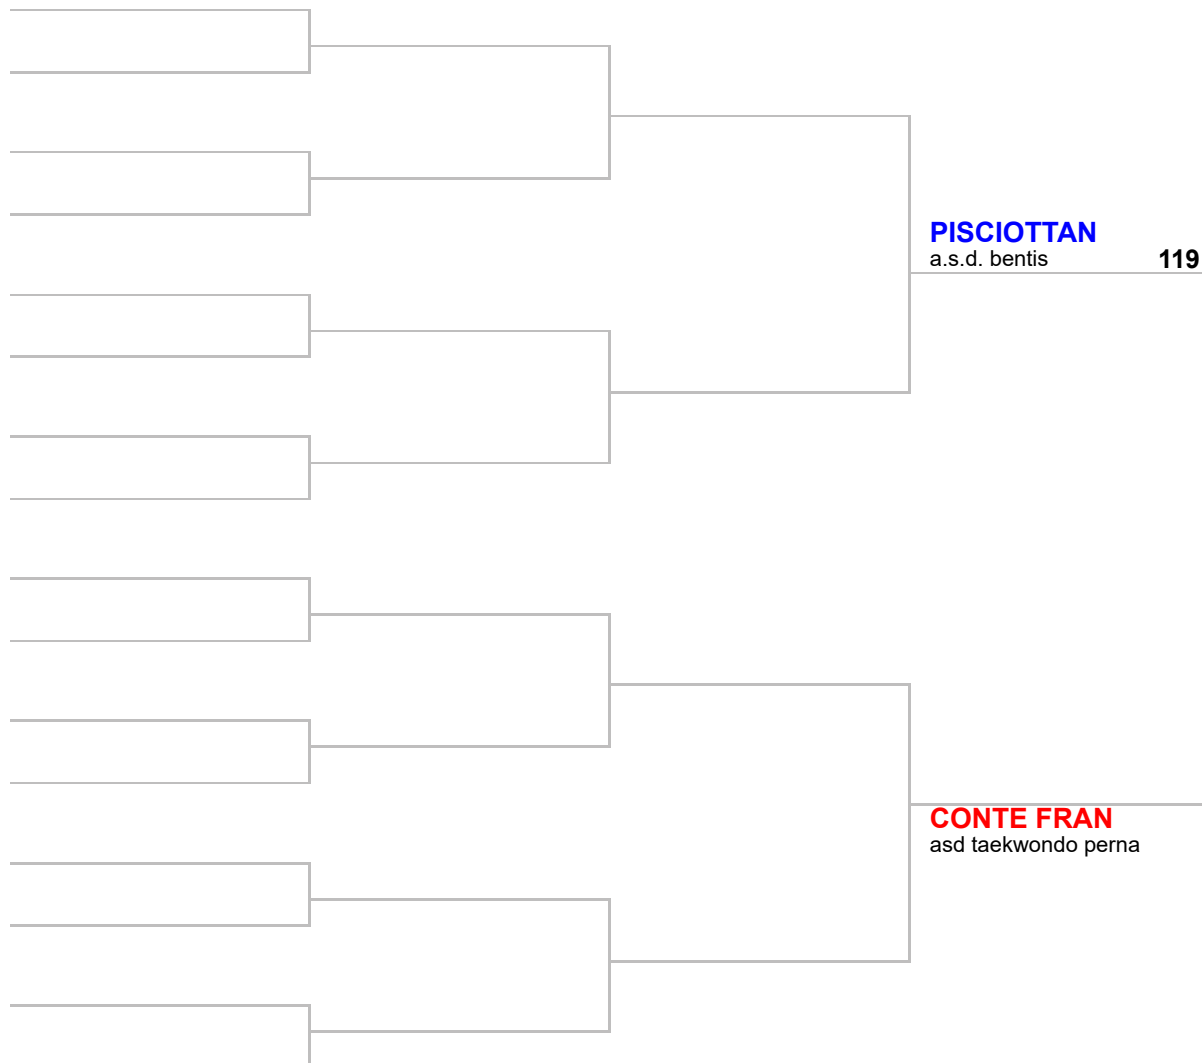 PISCIOTTAN
a.s.d. bentis 119
CONTE FRAN
asd taekwondo perna